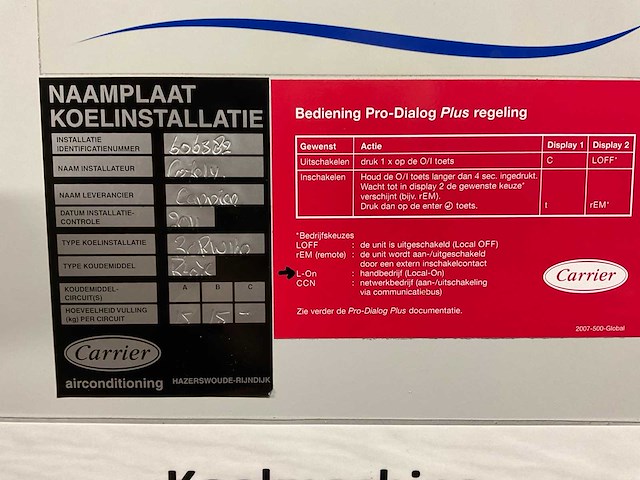 NAAMPLAAT
KOELINSTALLATIE
INSTALLATIE
IDENTIFICATIENUMMER
NAAM INSTALLATEUR
NAAM LEVERANCIER
DATUM INSTALLATIE-
CONTROLE
TYPE KOELINSTALLATIE
TYPE KOUDEMIDDEL
KOUDEMIDDEL-
CIRCUIT(S)
A B C
HOEVEELHEID VULLING
(kg) PER CIRCUIT
Carrier
airconditioning HAZERSWOUDE-RIJNDIJK
Bediening Pro-Dialog Plus regeling
Gewenst Actie Display 1 Display 2
Uitschakelen druk 1 x op de O/I toets C LOFF*
Inschakelen Houd de O/I toets langer dan 4 sec. ingedrukt.
Wacht tot in display 2 de gewenste keuze*
verschijnt (bijv. rEM).
Druk dan op de enter toets. t rEM*
*Bedrijfskeuzes
LOFF : de unit is uitgeschakeld (Local OFF)
rEM (remote) : de unit wordt aan-/uitgeschakeld
door een extern inschakelcontact
L-On : handbedrijf (Local-On)
CCN : netwerkbedrijf (aan-/uitschakeling
via communicatiebus)
Carrier
Zie verder de Pro-Dialog Plus documentatie.
2007-500-Global